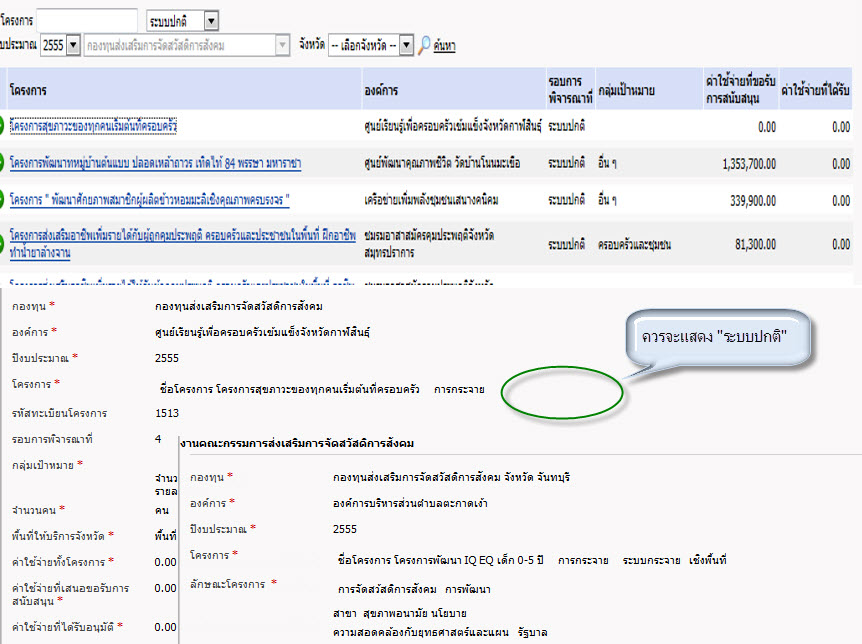 โครงการ ระบบปกติ
บประมาณ 2555 กองทุนส่งเสริมการจัดสวัสดิการสังคม จังหวัด -- เลือกจังหวัด -- ค้นหา
โครงการ องค์การ รอบการพิจารณาที่ กลุ่มเป้าหมาย ค่าใช้จ่ายที่ขอรับการสนับสนุน ค่าใช้จ่ายที่ได้รับ
โครงการสุขภาวะของทุกคนเริ่มต้นที่ครอบครัว ศูนย์เรียนรู้เพื่อครอบครัวเข้มแข็งจังหวัดกาฬสินธุ์ ระบบปกติ 0.00 0.00
โครงการพัฒนาทหมู่บ้านต้นแบบ ปลอดเหล้าถาวร เทิดไท้ 84 พรรษา มหาราชา ศูนย์พัฒนาคุณภาพชีวิต วัดบ้านโนนมะเขือ ระบบปกติ อื่น ๆ 1,353,700.00 0.00
โครงการ " พัฒนาศักยภาพสมาชิกผู้ผลิตข้าวหอมมะลิเชิงคุณภาพครบรงจร " เครือข่ายเพิ่มพลังชุมชนเสนางคนิคม ระบบปกติ อื่น ๆ 339,900.00 0.00
โครงการส่งเสริมอาชีพเพิ่มรายได้กับผู้ถูกคุมประพฤติ ครอบครัวและประชาชนในพื้นที่ ฝึกอาชีพ ชมรมอาสาสมัครคุมประพฤติจังหวัด
ทำน้ำยาล้างจาน สมุทรปราการ ระบบปกติ ครอบครัวและชุมชน 81,300.00 0.00
กองทุน * กองทุนส่งเสริมการจัดสวัสดิการสังคม
องค์การ * ศูนย์เรียนรู้เพื่อครอบครัวเข้มแข็งจังหวัดกาฬสินธุ์
ปีงบประมาณ * 2555
โครงการ * ชื่อโครงการ โครงการสุขภาวะของทุกคนเริ่มต้นที่ครอบครัว การกระจาย
ควรจะแสดง "ระบบปกติ"
รหัสทะเบียนโครงการ 1513
รอบการพิจารณาที่ 4
กลุ่มเป้าหมาย *
จำนว
รายล
จำนวนคน * คน
พื้นที่ให้บริการจังหวัด * พื้นที่
ค่าใช้จ่ายทั้งโครงการ * 0.00
ค่าใช้จ่ายที่เสนอขอรับการ 0.00
สนับสนุน *
ค่าใช้จ่ายที่ได้รับอนุมัติ * 0.00
งานคณะกรรมการส่งเสริมการจัดสวัสดิการสังคม
กองทุน * กองทุนส่งเสริมการจัดสวัสดิการสังคม จังหวัด จันทบุริ
องค์การ * องค์การบริหารส่วนตำบลตะกาดเง้า
ปีงบประมาณ * 2555
โครงการ * ชื่อโครงการ โครงการพัฒนา IQ EQ เด็ก 0-5 ปี การกระจาย ระบบกระจาย เชิงพื้นที่
ลักษณะโครงการ * การจัดสวัสดิการสังคม การพัฒนา
สาขา สุขภาพอนามัย นโยบาย
ความสอดคล้องกับยุทธศาสตร์และแผน รัฐบาล